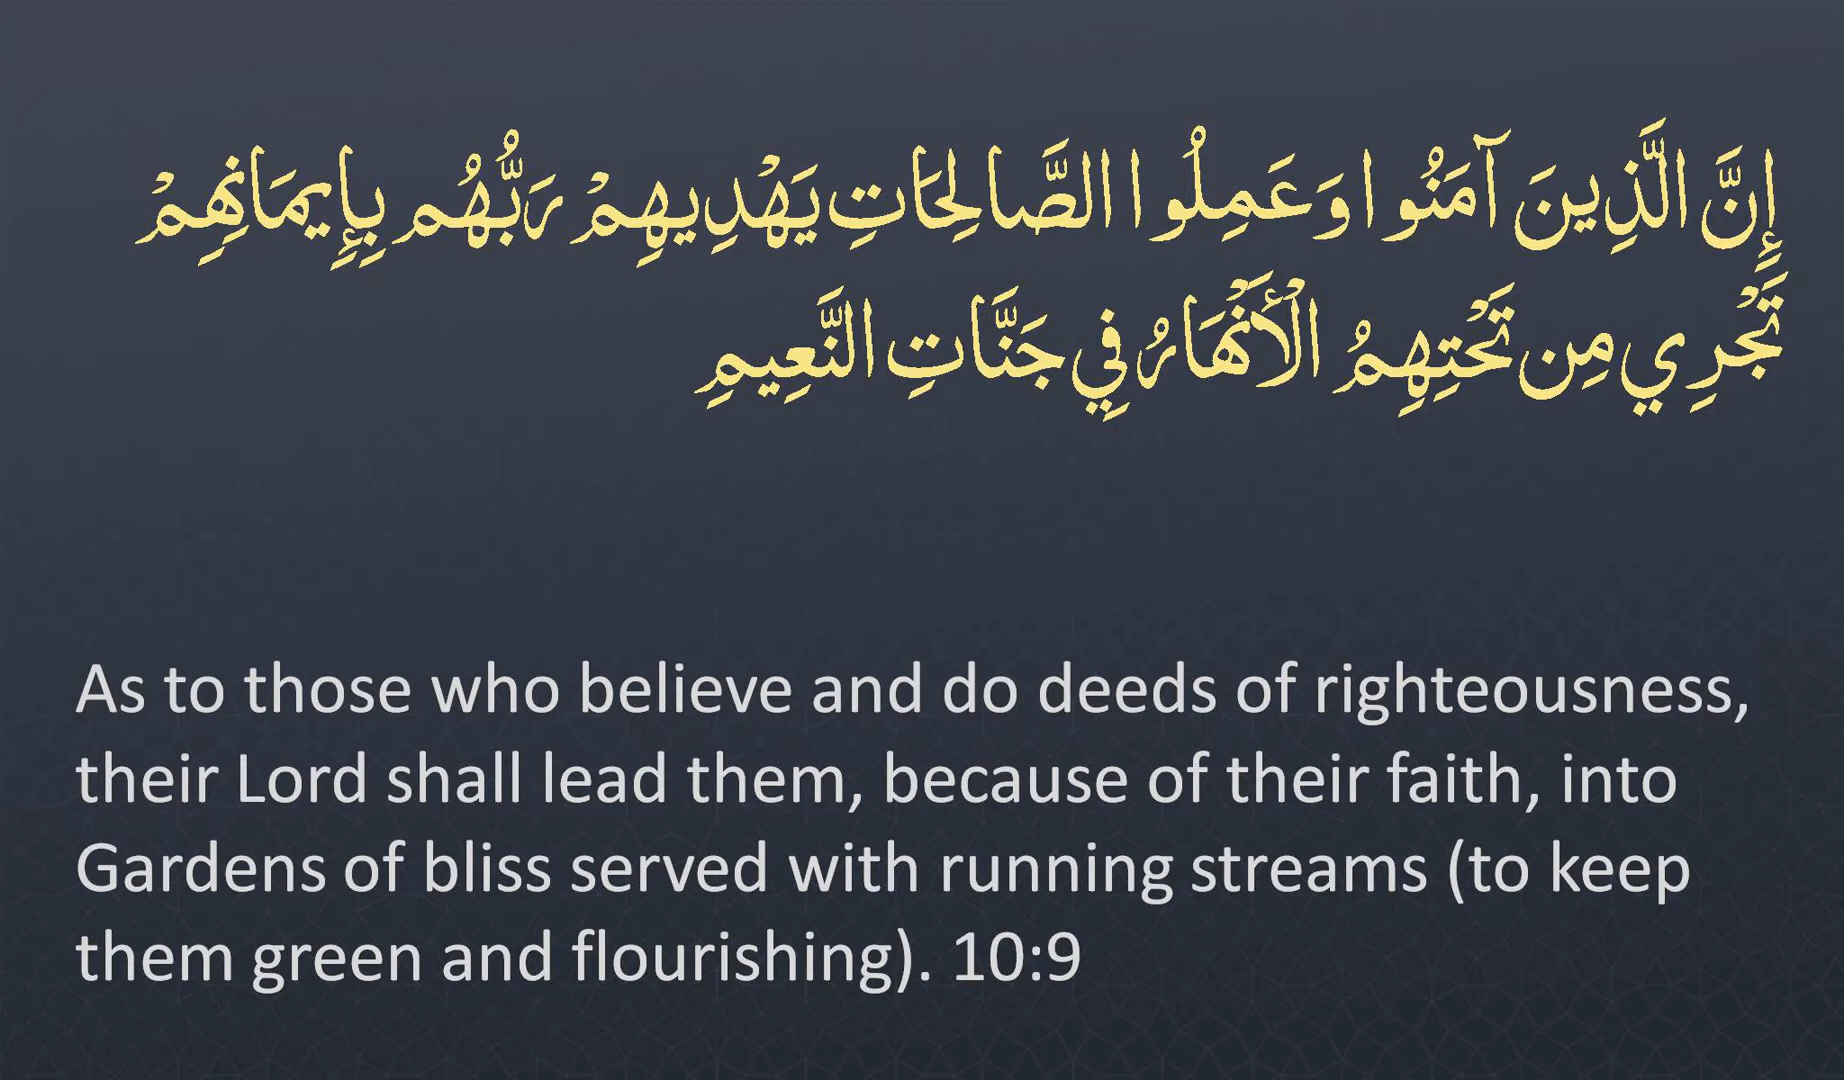 إِنَّ الَّذِينَ آمَنُوا وَعَمِلُوا الصَّالِحَاتِ يَهْدِيهِمْ رَبُّهُم بِإِيمَانِهِمْ
تَجْرِي مِن تَحْتِهِمُ الْأَنْهَارُ فِي جَنَّاتِ النَّعِيمِ
As to those who believe and do deeds of righteousness,
their Lord shall lead them, because of their faith, into
Gardens of bliss served with running streams (to keep
them green and flourishing). 10:9